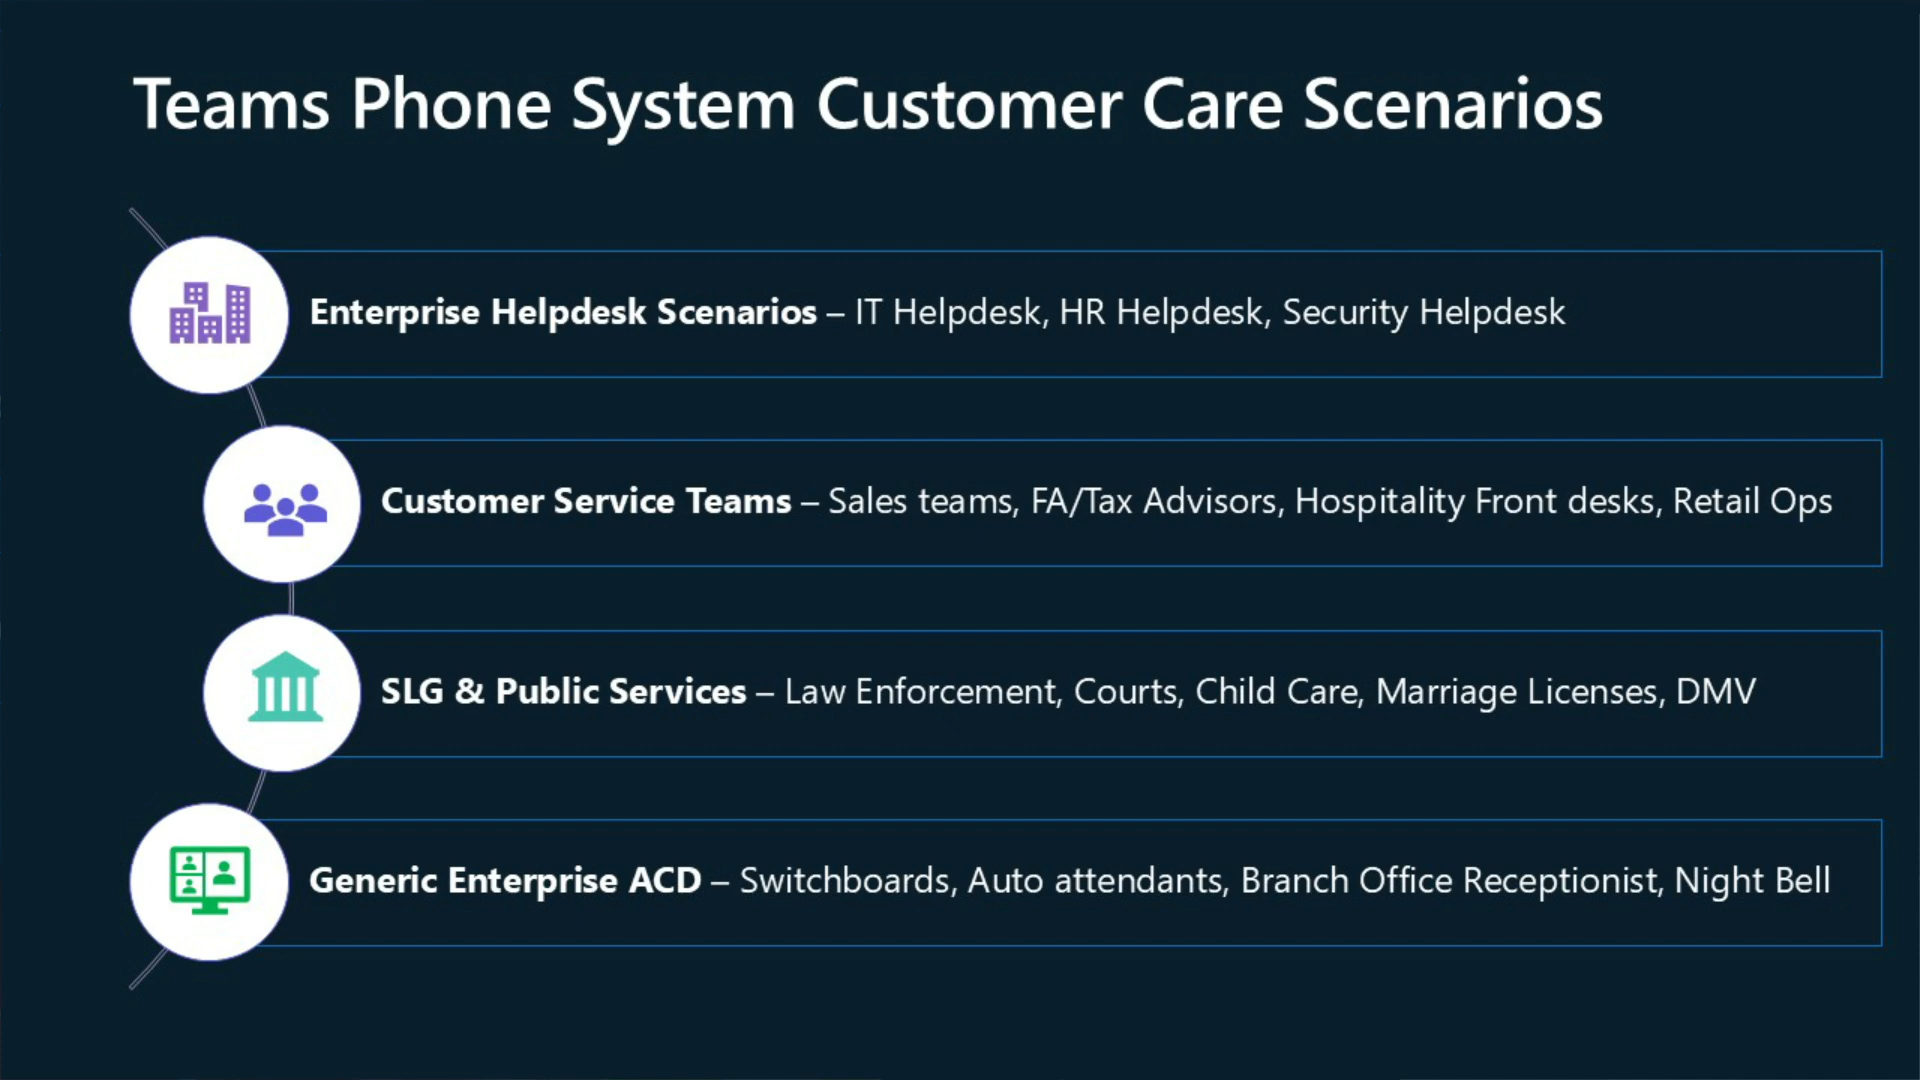 Teams Phone System Customer Care Scenarios
Enterprise Helpdesk Scenarios – IT Helpdesk, HR Helpdesk, Security Helpdesk
Customer Service Teams – Sales teams, FA/Tax Advisors, Hospitality Front desks, Retail Ops
SLG & Public Services – Law Enforcement, Courts, Child Care, Marriage Licenses, DMV
Generic Enterprise ACD – Switchboards, Auto attendants, Branch Office Receptionist, Night Bell